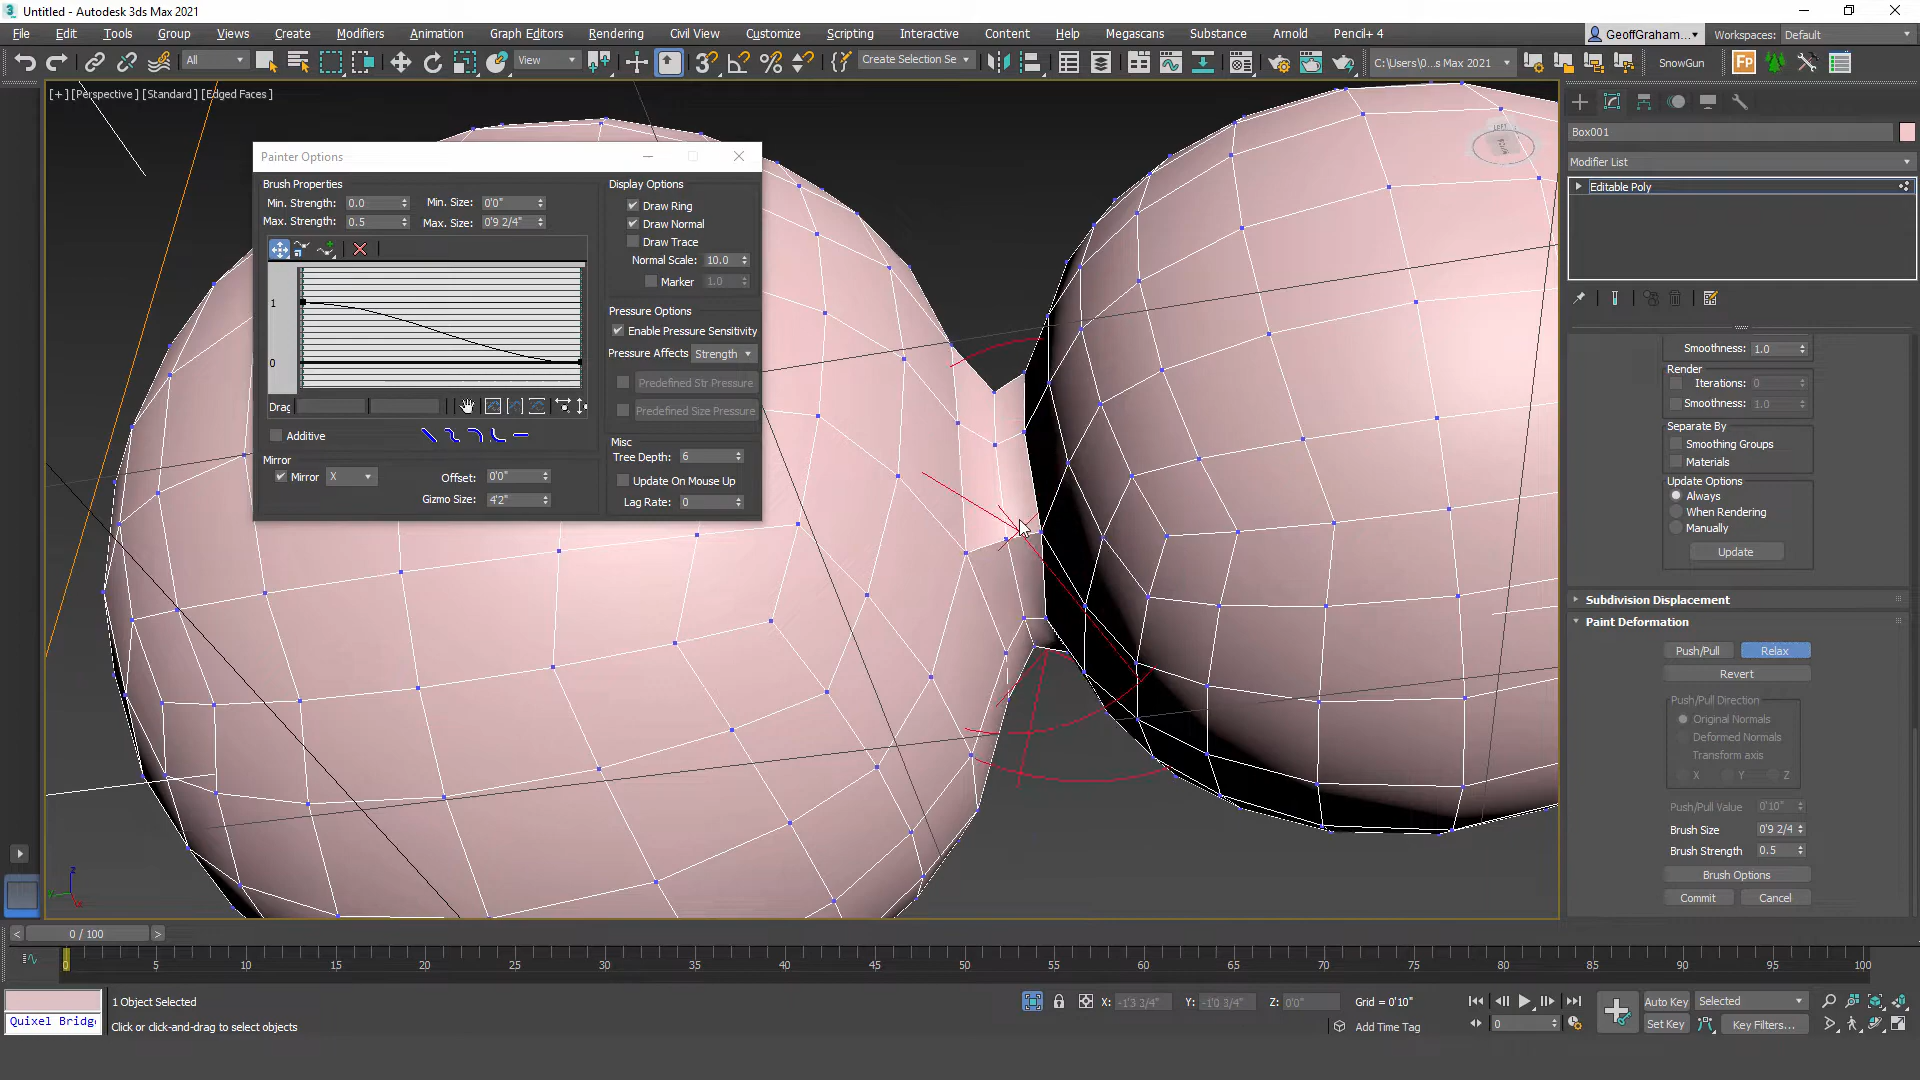 Untitled - Autodesk 3ds Max 2021
File Edit Tools Group Views Create Modifiers Animation Graph Editors Rendering Civil View Customize Scripting Interactive Content Help Megascans Substance Arnold Pencil+ 4
GeoffGraham... Workspaces: Default
All View Create Selection Se C:\Users\0...s Max 2021 SnowGun
[ + ] [Perspective ] [Standard ] [Edged Faces ]
LEFT
Painter Options
Brush Properties
Min. Strength: 0.0 Min. Size: 0'0"
Max. Strength: 0.5 Max. Size: 0'9 2/4"
1
0
Drag
Additive
Mirror
Mirror X Offset: 0'0"
Gizmo Size: 4'2"
Display Options
Draw Ring
Draw Normal
Draw Trace
Normal Scale: 10.0
Marker 1.0
Pressure Options
Enable Pressure Sensitivity
Pressure Affects Strength
Predefined Str Pressure
Predefined Size Pressure
Misc
Tree Depth: 6
Update On Mouse Up
Lag Rate: 0
Box001
Modifier List
Editable Poly
Smoothness: 1.0
Render
Iterations: 0
Smoothness: 1.0
Separate By
Smoothing Groups
Materials
Update Options
Always
When Rendering
Manually
Update
Subdivision Displacement
Paint Deformation
Push/Pull Relax
Revert
Push/Pull Direction
Original Normals
Deformed Normals
Transform axis
X Y Z
Push/Pull Value 0'10"
Brush Size 0'9 2/4
Brush Strength 0.5
Brush Options
Commit Cancel
z
< 0 / 100 >
0 5 10 15 20 25 30 35 40 45 50 55 60 65 70 75 80 85 90 95 100
1 Object Selected
Quixel Bridg
Click or click-and-drag to select objects
X: -1'3 3/4" Y: -1'0 3/4" Z: 0'0" Grid = 0'10"
Add Time Tag
0
Auto Key Selected
Set Key Key Filters...